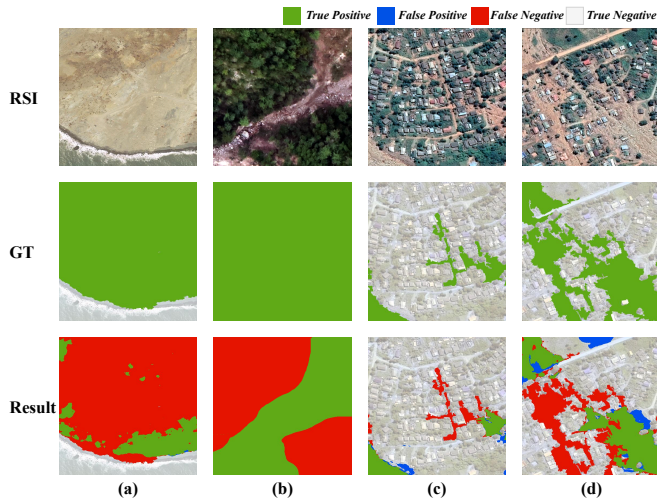 True Positive False Positive False Negative True Negative
RSI
GT
Result
(a) (b) (c) (d)